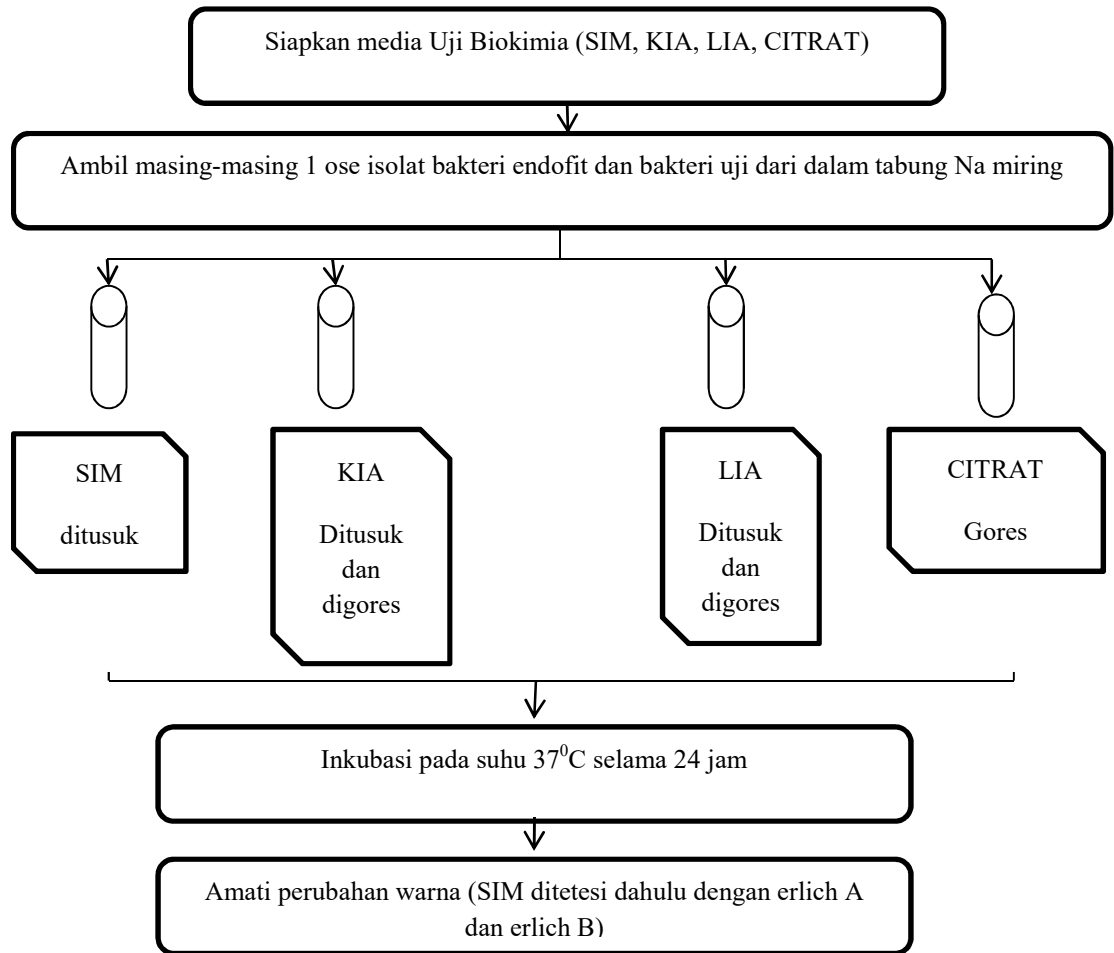 Siapkan media Uji Biokimia (SIM, KIA, LIA, CITRAT)
Ambil masing-masing 1 ose isolat bakteri endofit dan bakteri uji dari dalam tabung Na miring
SIM
ditusuk
KIA
Ditusuk
dan
digores
LIA
Ditusuk
dan
digores
CITRAT
Gores
Inkubasi pada suhu 37⁰C selama 24 jam
Amati perubahan warna (SIM ditetesi dahulu dengan erlich A
dan erlich B)